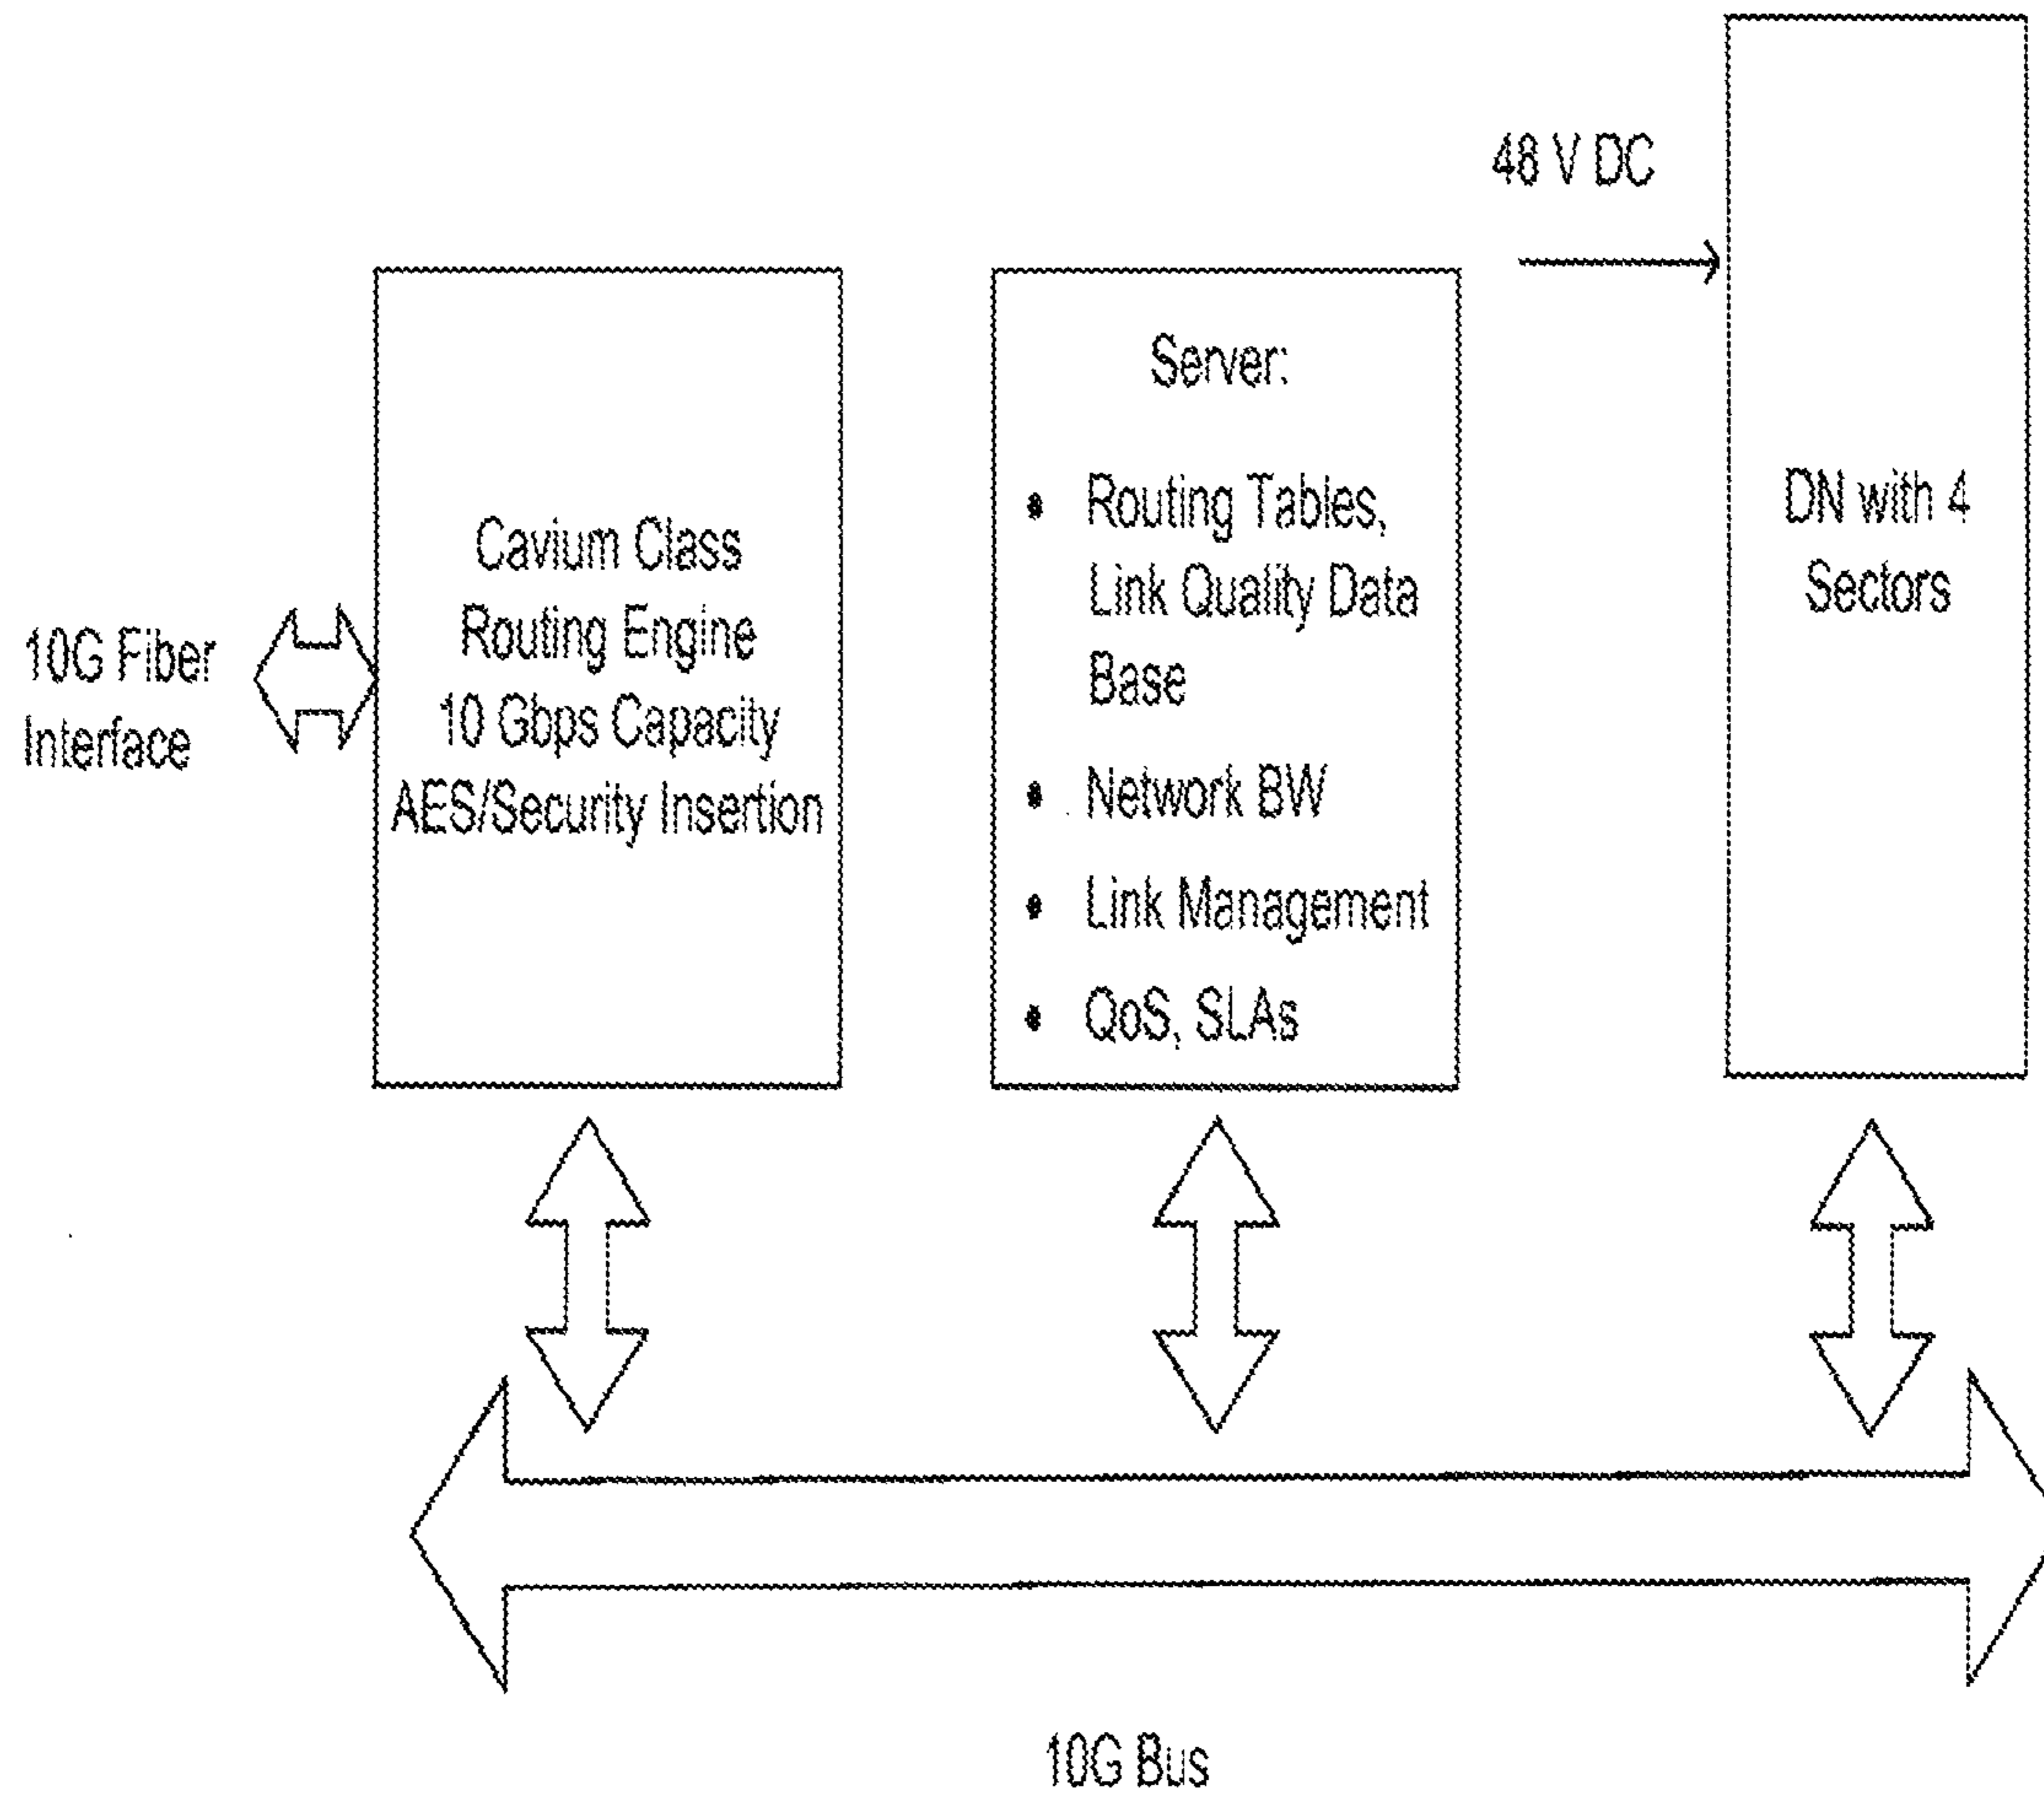 48 V DC
10G Fiber
Interface
Cavium Class
Routing Engine
10 Gbps Capacity
AES/Security Insertion
Server:
• Routing Tables,
Link Quality Data
Base
• Network BW
• Link Management
• QoS, SLAs
DN with 4
Sectors
10G Bus